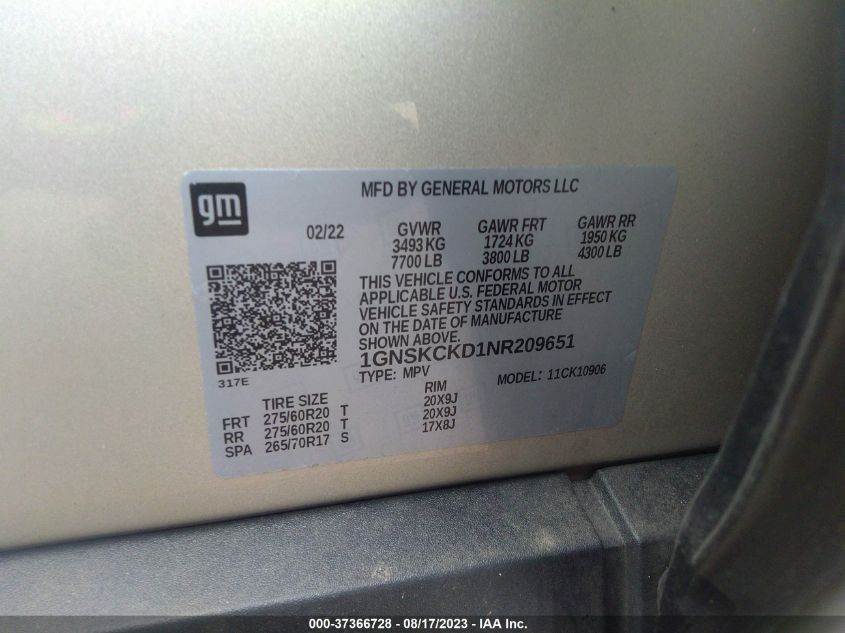 gm
MFD BY GENERAL MOTORS LLC
02/22
GVWR
3493 KG
7700 LB
GAWR FRT
1724 KG
3800 LB
GAWR RR
1950 KG
4300 LB
THIS VEHICLE CONFORMS TO ALL
APPLICABLE U.S. FEDERAL MOTOR
VEHICLE SAFETY STANDARDS IN EFFECT
ON THE DATE OF MANUFACTURE
SHOWN ABOVE.
1GNSKCKD1NR209651
TYPE: MPV
MODEL: 11CK10906
317E
TIRE SIZE RIM
FRT 275/60R20 T 20X9J
RR 275/60R20 T 20X9J
SPA 265/70R17 S 17X8J
000-37366728 - 08/17/2023 - IAA Inc.